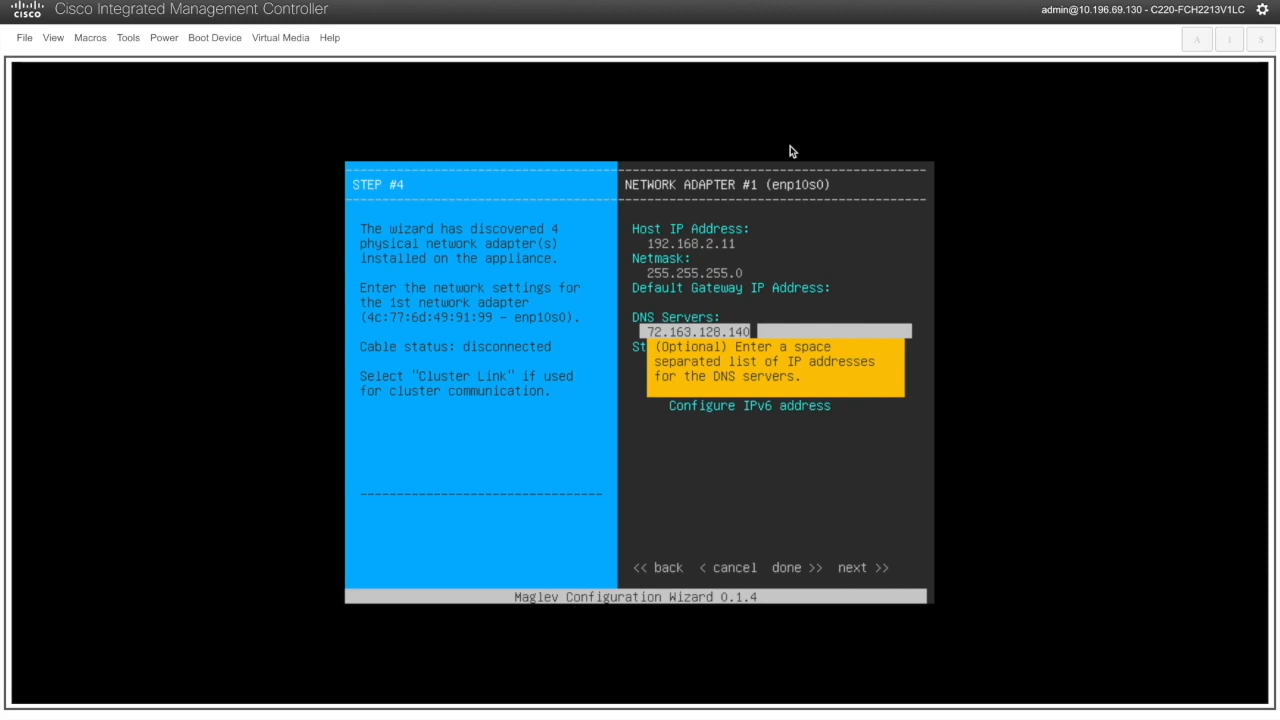 cisco Cisco Integrated Management Controller
admin@10.196.69.130 - C220-FCH2213V1LC
File View Macros Tools Power Boot Device Virtual Media Help
A I S
STEP #4
The wizard has discovered 4
physical network adapter(s)
installed on the appliance.
Enter the network settings for
the 1st network adapter
(4c:77:6d:49:91:99 - enp10s0).
Cable status: disconnected
Select "Cluster Link" if used
for cluster communication.
NETWORK ADAPTER #1 (enp10s0)
Host IP Address:
192.168.2.11
Netmask:
255.255.255.0
Default Gateway IP Address:
DNS Servers:
72.163.128.140
St
(Optional) Enter a space
separated list of IP addresses
for the DNS servers.
Configure IPv6 address
<< back < cancel done >> next >>
Maglev Configuration Wizard 0.1.4